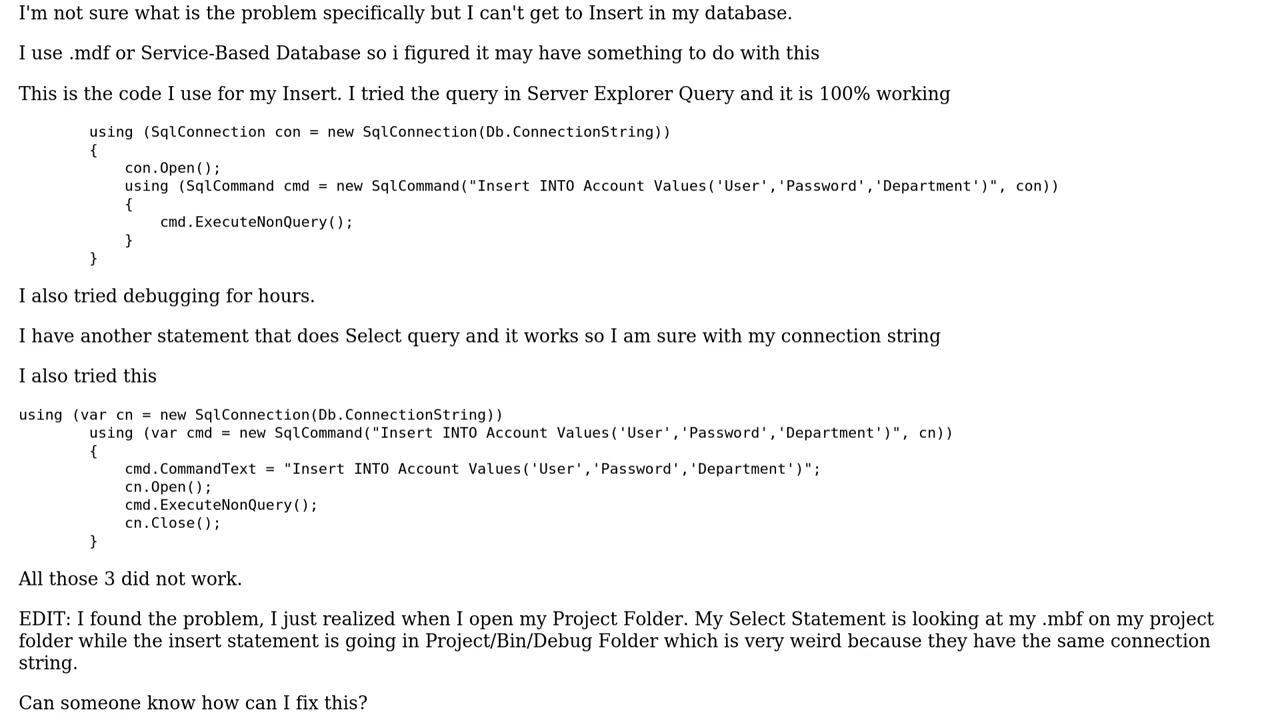 I'm not sure what is the problem specifically but I can't get to Insert in my database.
I use .mdf or Service-Based Database so i figured it may have something to do with this
This is the code I use for my Insert. I tried the query in Server Explorer Query and it is 100% working
using (SqlConnection con = new SqlConnection(Db.ConnectionString))
{
con.Open();
using (SqlCommand cmd = new SqlCommand("Insert INTO Account Values('User','Password','Department')", con))
{
cmd.ExecuteNonQuery();
}
}
I also tried debugging for hours.
I have another statement that does Select query and it works so I am sure with my connection string
I also tried this
using (var cn = new SqlConnection(Db.ConnectionString))
using (var cmd = new SqlCommand("Insert INTO Account Values('User','Password','Department')", cn))
{
cmd.CommandText = "Insert INTO Account Values('User','Password','Department')";
cn.Open();
cmd.ExecuteNonQuery();
cn.Close();
}
All those 3 did not work.
EDIT: I found the problem, I just realized when I open my Project Folder. My Select Statement is looking at my .mbf on my project
folder while the insert statement is going in Project/Bin/Debug Folder which is very weird because they have the same connection
string.
Can someone know how can I fix this?